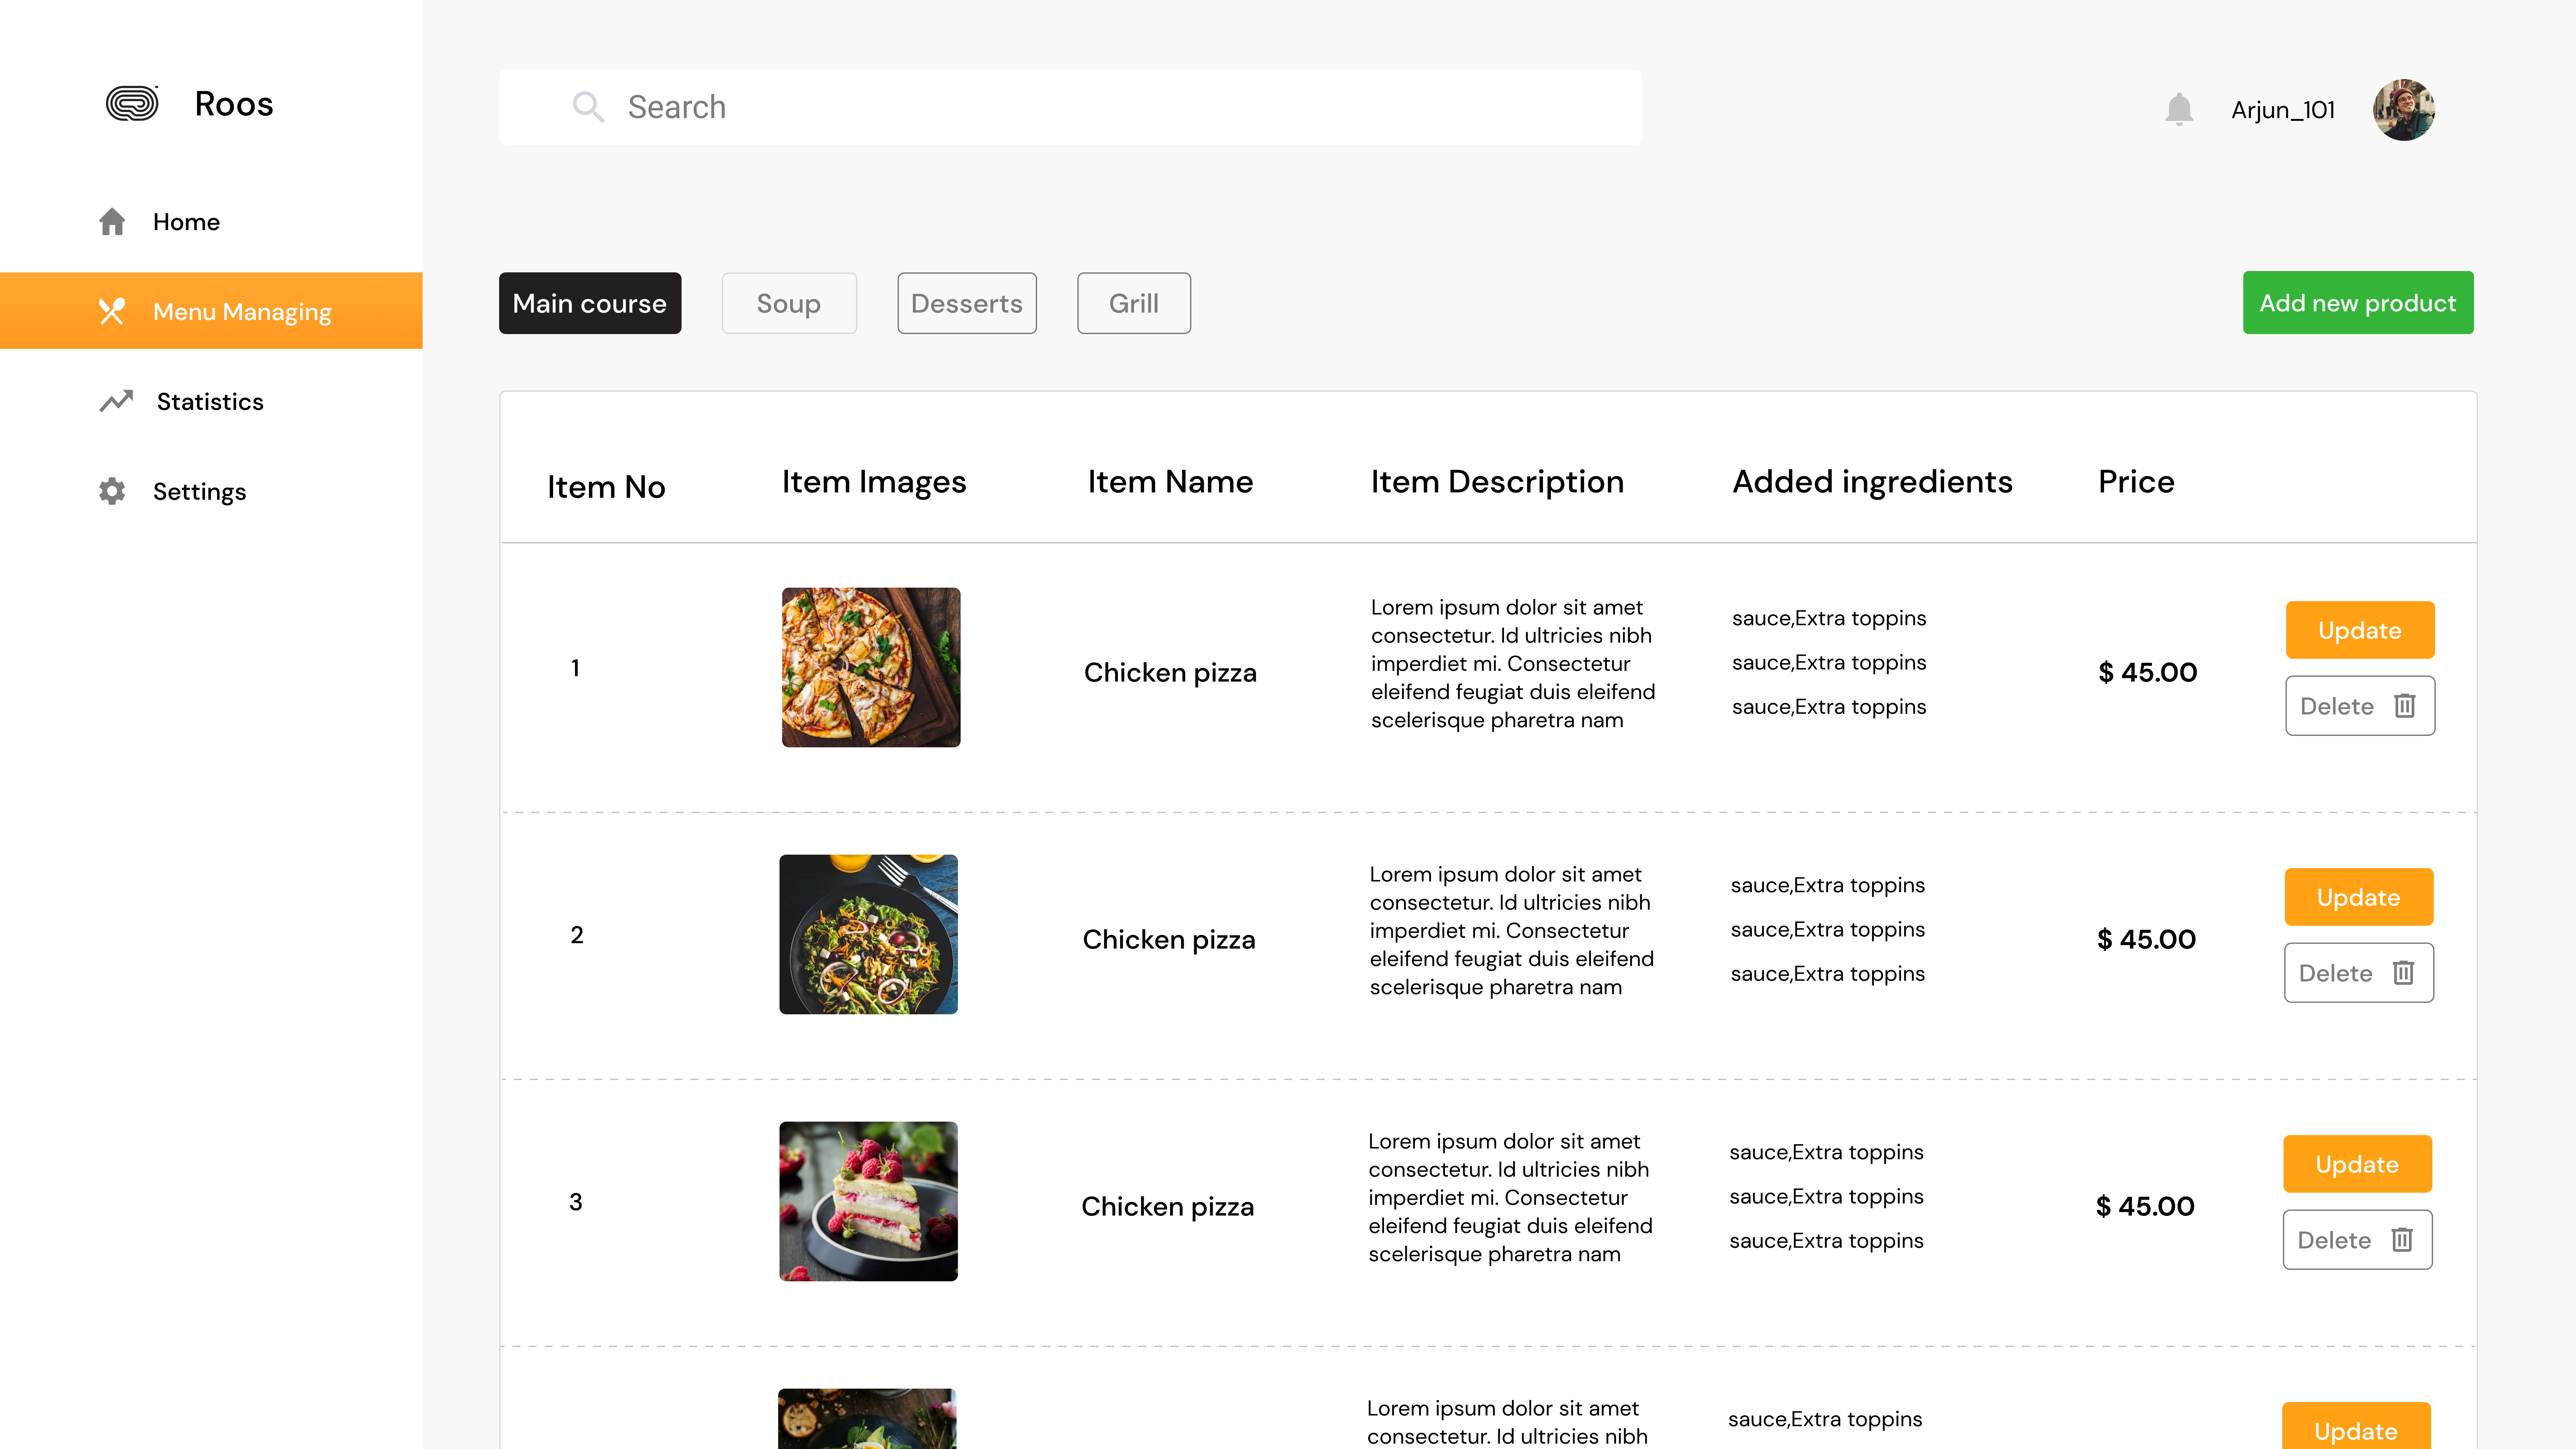 Roos
Search
Arjun_101
Home
Menu Managing
Statistics
Settings
Main course
Soup
Desserts
Grill
Add new product
Item No
Item Images
Item Name
Item Description
Added ingredients
Price
1
Chicken pizza
Lorem ipsum dolor sit amet
consectetur. Id ultricies nibh
imperdiet mi. Consectetur
eleifend feugiat duis eleifend
scelerisque pharetra nam
sauce,Extra toppins
sauce,Extra toppins
sauce,Extra toppins
$ 45.00
Update
Delete
2
Chicken pizza
Lorem ipsum dolor sit amet
consectetur. Id ultricies nibh
imperdiet mi. Consectetur
eleifend feugiat duis eleifend
scelerisque pharetra nam
sauce,Extra toppins
sauce,Extra toppins
sauce,Extra toppins
$ 45.00
Update
Delete
3
Chicken pizza
Lorem ipsum dolor sit amet
consectetur. Id ultricies nibh
imperdiet mi. Consectetur
eleifend feugiat duis eleifend
scelerisque pharetra nam
sauce,Extra toppins
sauce,Extra toppins
sauce,Extra toppins
$ 45.00
Update
Delete
Lorem ipsum dolor sit amet
consectetur. Id ultricies nibh
sauce,Extra toppins
Update